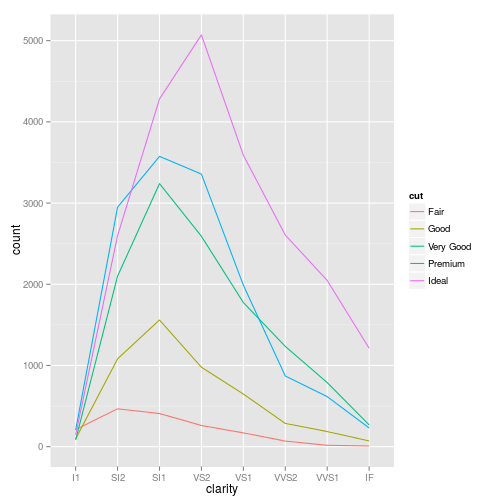 5000
4000
3000
2000
1000
0
count
I1 SI2 SI1 VS2 VS1 VVS2 VVS1 IF
clarity
cut
Fair
Good
Very Good
Premium
Ideal